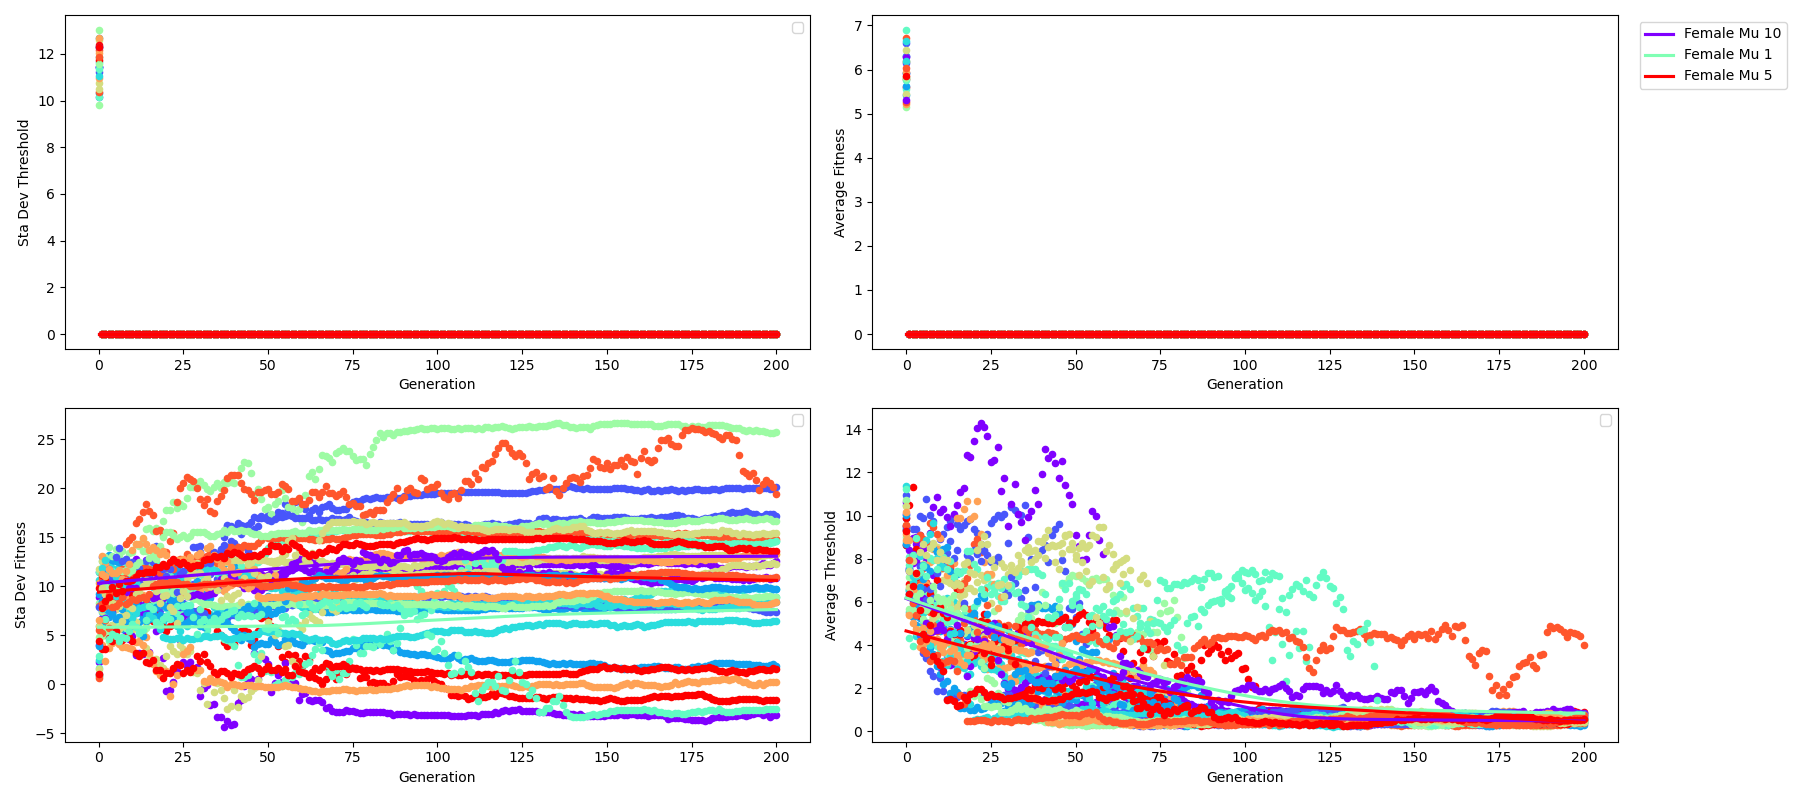 Sta Dev Threshold
12
10
8
6
4
2
0
0 25 50 75 100 125 150 175 200
Generation
Average Fitness
7
6
5
4
3
2
1
0
0 25 50 75 100 125 150 175 200
Generation
Female Mu 10
Female Mu 1
Female Mu 5
Sta Dev Fitness
25
20
15
10
5
0
−5
0 25 50 75 100 125 150 175 200
Generation
Average Threshold
14
12
10
8
6
4
2
0
0 25 50 75 100 125 150 175 200
Generation